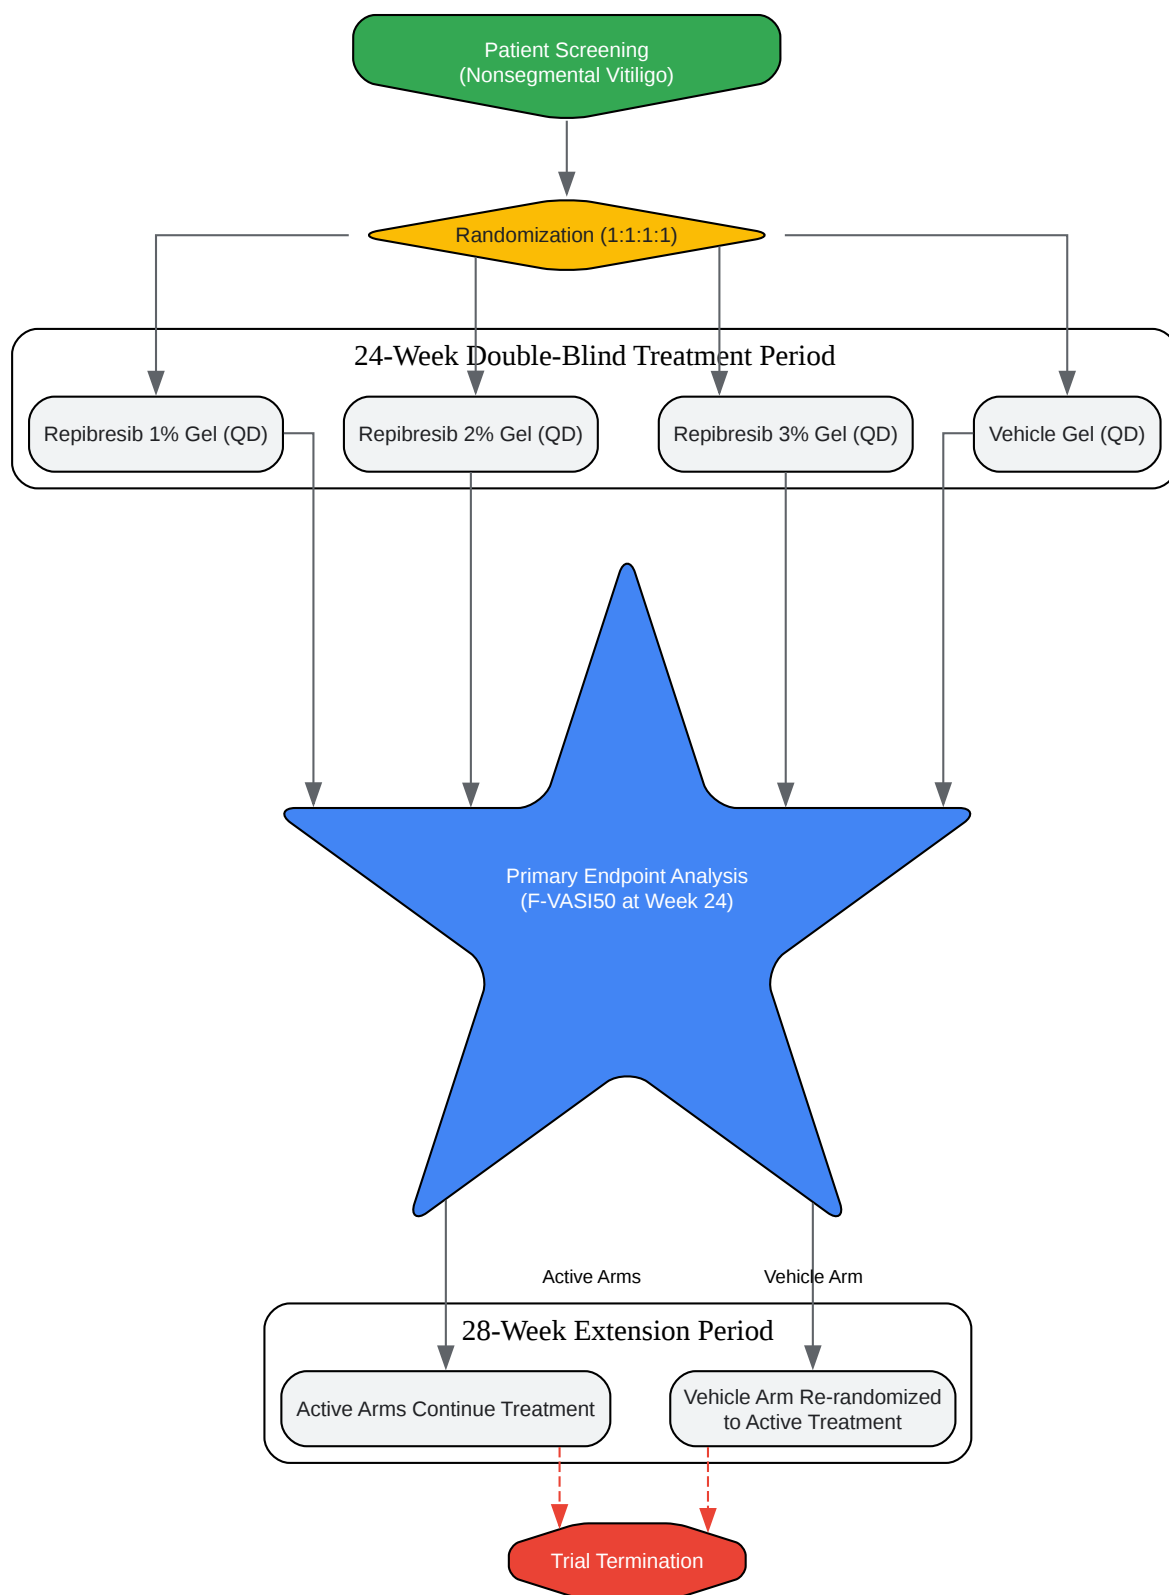 Patient Screening
(Nonsegmental Vitiligo)
Randomization (1:1:1:1)
24-Week Double-Blind Treatment Period
Repibresib 1% Gel (QD)
Repibresib 2% Gel (QD)
Repibresib 3% Gel (QD)
Vehicle Gel (QD)
Primary Endpoint Analysis
(F-VASI50 at Week 24)
Active Arms
Vehicle Arm
28-Week Extension Period
Active Arms Continue Treatment
Vehicle Arm Re-randomized
to Active Treatment
Trial Termination